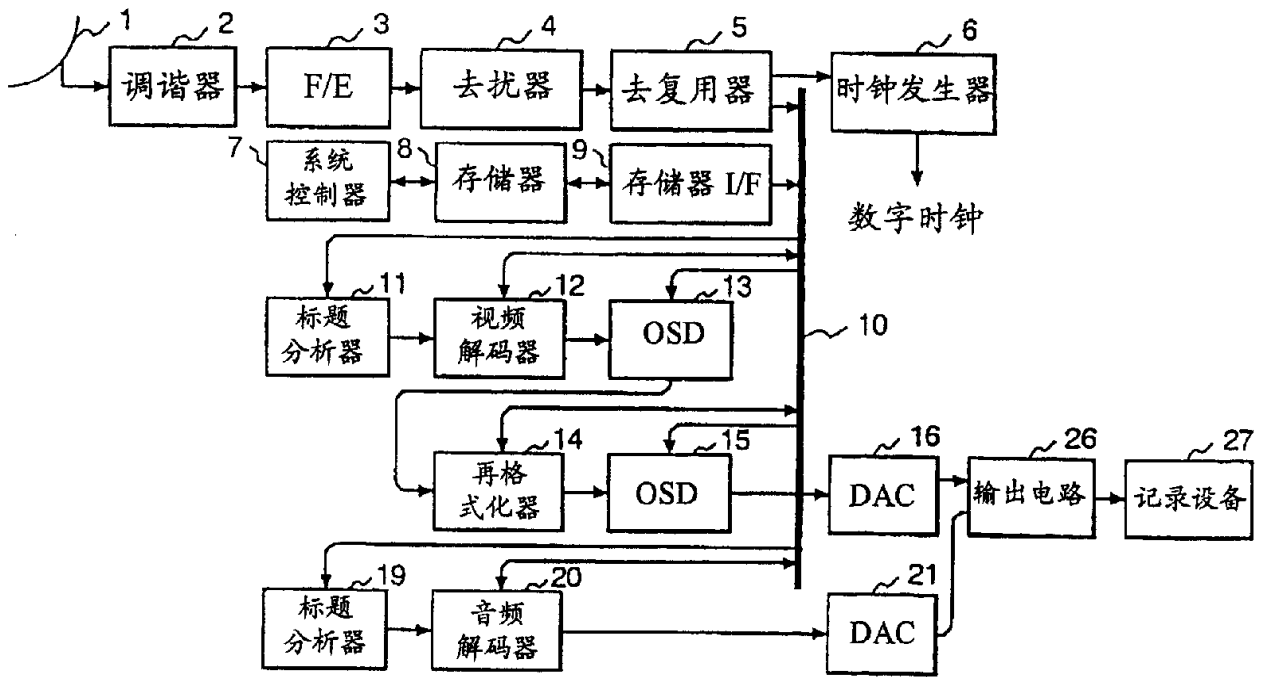 1
2
3
4
5
6
调谐器
F/E
去扰器
去复用器
时钟发生器
7
8
9
系统
控制器
存储器
存储器 I/F
数字时钟
11
12
13
标题
分析器
视频
解码器
OSD
10
14
15
16
26
27
再格
式化器
OSD
DAC
输出电路
记录设备
19
20
21
标题
分析器
音频
解码器
DAC